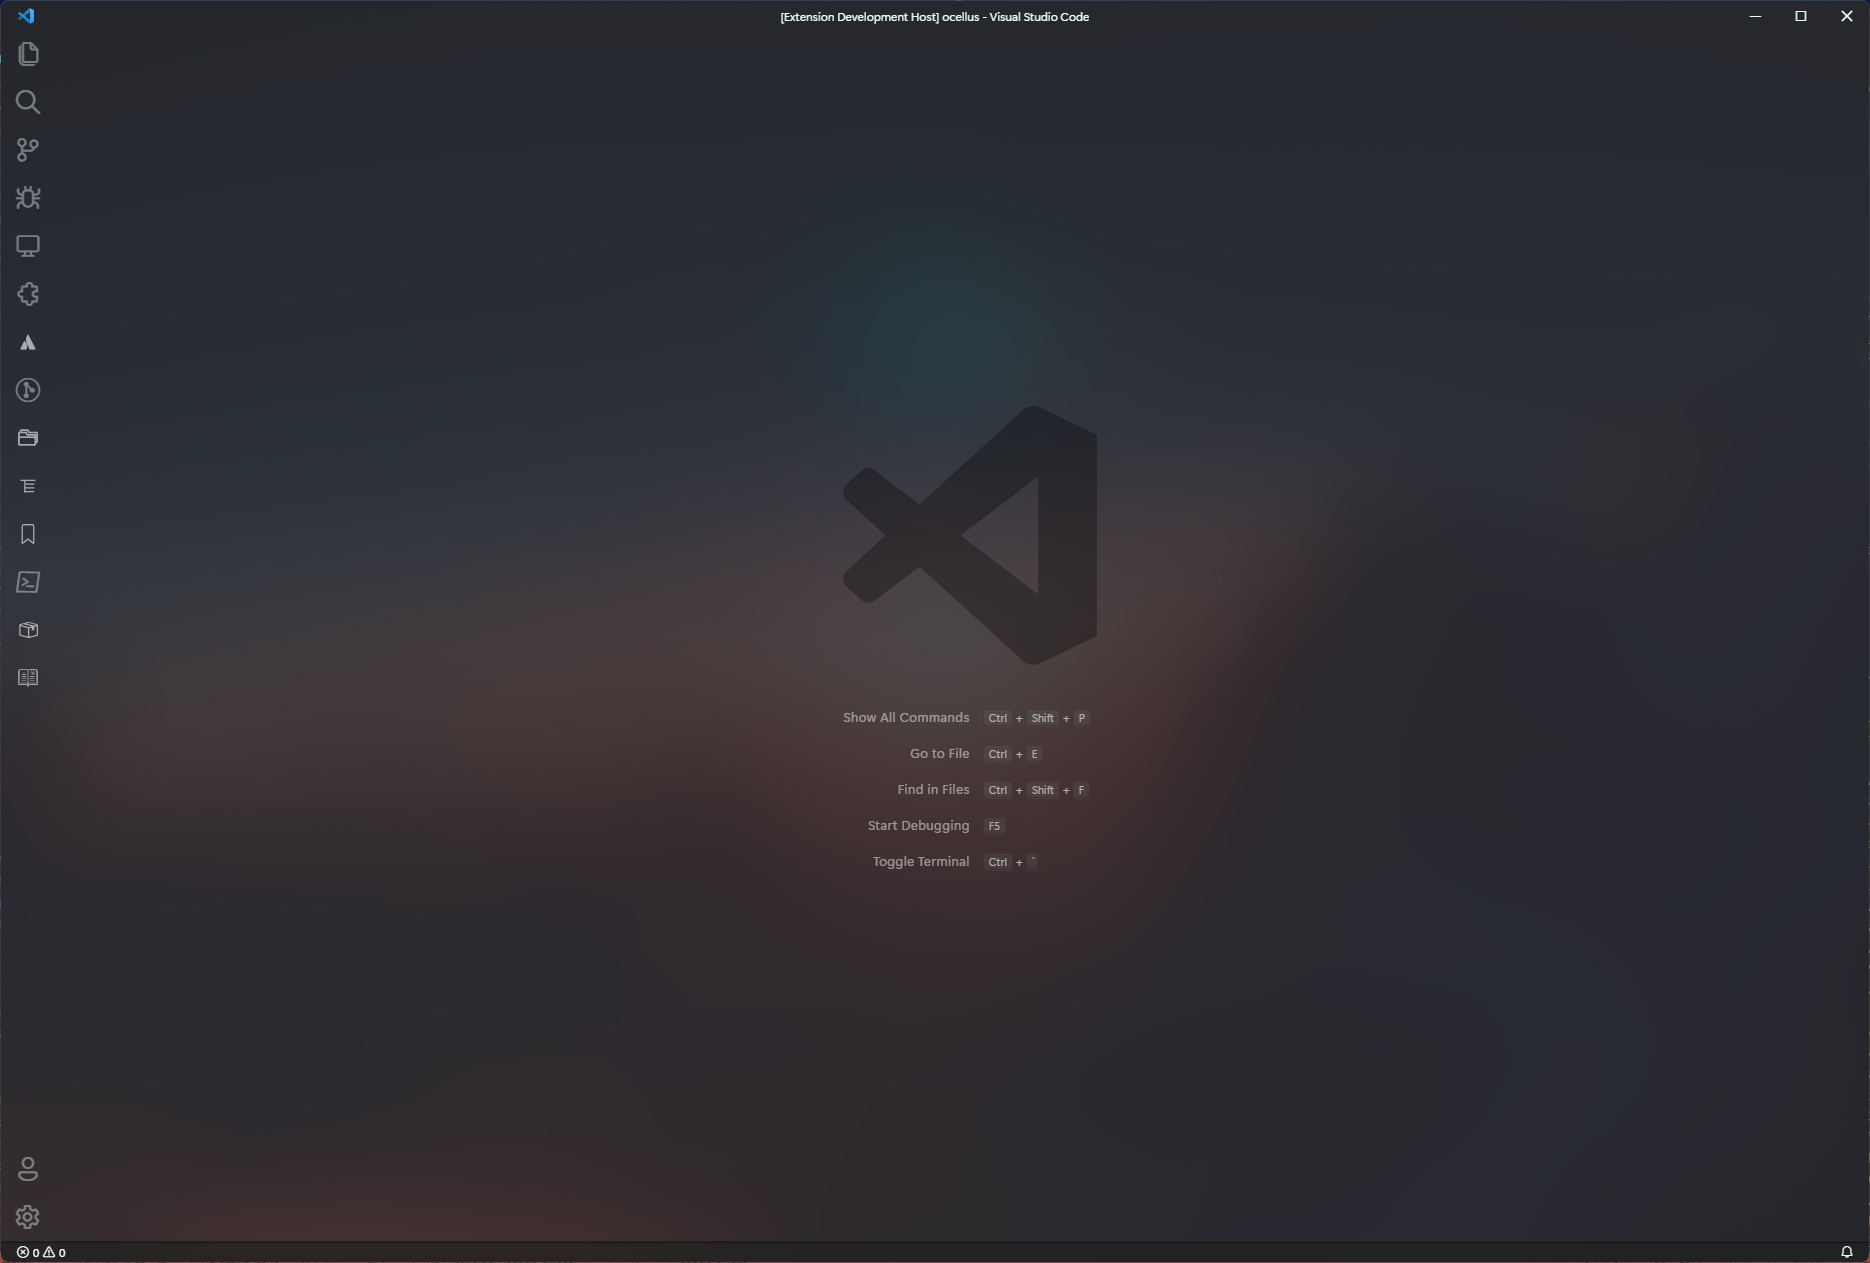 [Extension Development Host] ocellus - Visual Studio Code
Show All Commands Ctrl + Shift + P
Go to File Ctrl + E
Find in Files Ctrl + Shift + F
Start Debugging F5
Toggle Terminal Ctrl + `
0 0